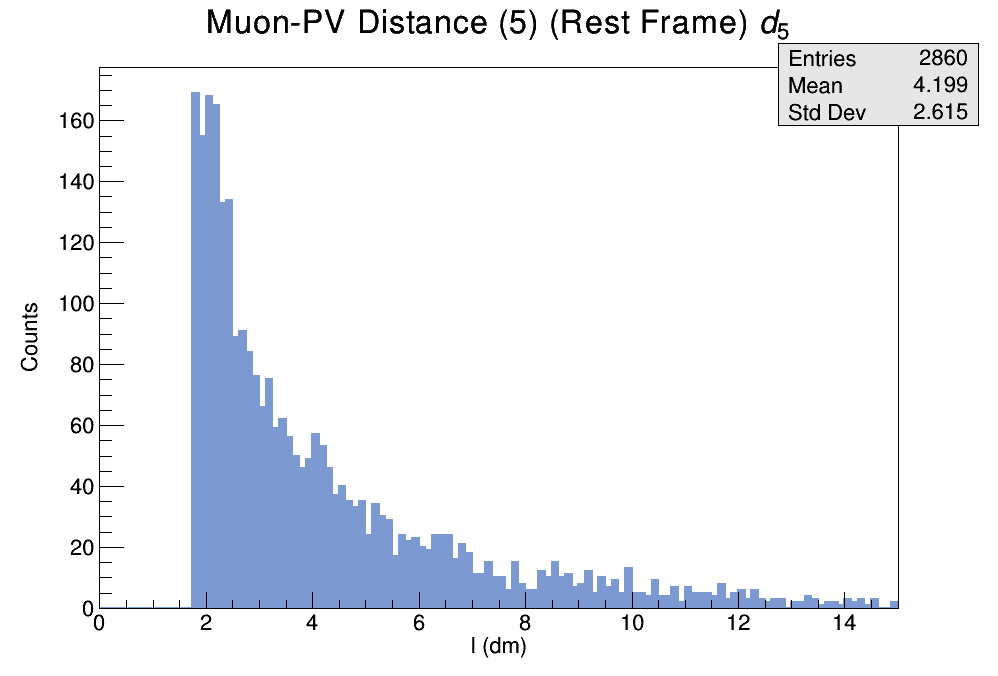 Muon-PV Distance (5) (Rest Frame) d5
Entries 2860
Mean 4.199
Std Dev 2.615
160
140
120
100
80
60
40
20
0
Counts
0 2 4 6 8 10 12 14
l (dm)